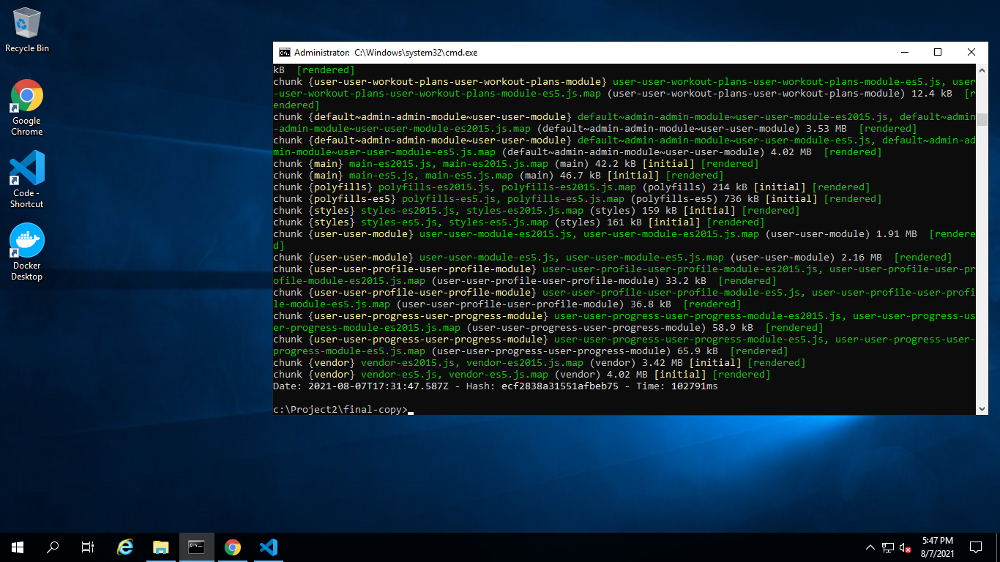 Recycle Bin
Google
Chrome
Code -
Shortcut
Docker
Desktop
Administrator:  C:\Windows\system32\cmd.exe
kB  [rendered]
chunk {user-user-workout-plans-user-workout-plans-module} user-user-workout-plans-user-workout-plans-module-es5.js, user
-user-workout-plans-user-workout-plans-module-es5.js.map (user-user-workout-plans-user-workout-plans-module) 12.4 kB  [r
endered]
chunk {default~admin-admin-module~user-user-module} default~admin-admin-module~user-user-module-es2015.js, default~admin
-admin-module~user-user-module-es2015.js.map (default~admin-admin-module~user-user-module) 3.53 MB  [rendered]
chunk {default~admin-admin-module~user-user-module} default~admin-admin-module~user-user-module-es5.js, default~admin-ad
min-module~user-user-module-es5.js.map (default~admin-admin-module~user-user-module) 4.02 MB  [rendered]
chunk {main} main-es2015.js, main-es2015.js.map (main) 42.2 kB [initial] [rendered]
chunk {main} main-es5.js, main-es5.js.map (main) 46.7 kB [initial] [rendered]
chunk {polyfills} polyfills-es2015.js, polyfills-es2015.js.map (polyfills) 214 kB [initial] [rendered]
chunk {polyfills-es5} polyfills-es5.js, polyfills-es5.js.map (polyfills-es5) 736 kB [initial] [rendered]
chunk {styles} styles-es2015.js, styles-es2015.js.map (styles) 159 kB [initial] [rendered]
chunk {styles} styles-es5.js, styles-es5.js.map (styles) 161 kB [initial] [rendered]
chunk {user-user-module} user-user-module-es2015.js, user-user-module-es2015.js.map (user-user-module) 1.91 MB  [rendere
d]
chunk {user-user-module} user-user-module-es5.js, user-user-module-es5.js.map (user-user-module) 2.16 MB  [rendered]
chunk {user-user-profile-user-profile-module} user-user-profile-user-profile-module-es2015.js, user-user-profile-user-pr
ofile-module-es2015.js.map (user-user-profile-user-profile-module) 33.2 kB  [rendered]
chunk {user-user-profile-user-profile-module} user-user-profile-user-profile-module-es5.js, user-user-profile-user-profi
le-module-es5.js.map (user-user-profile-user-profile-module) 36.8 kB  [rendered]
chunk {user-user-progress-user-progress-module} user-user-progress-user-progress-module-es2015.js, user-user-progress-us
er-progress-module-es2015.js.map (user-user-progress-user-progress-module) 58.9 kB  [rendered]
chunk {user-user-progress-user-progress-module} user-user-progress-user-progress-module-es5.js, user-user-progress-user-
progress-module-es5.js.map (user-user-progress-user-progress-module) 65.9 kB  [rendered]
chunk {vendor} vendor-es2015.js, vendor-es2015.js.map (vendor) 3.42 MB [initial] [rendered]
chunk {vendor} vendor-es5.js, vendor-es5.js.map (vendor) 4.02 MB [initial] [rendered]
Date: 2021-08-07T17:31:47.587Z - Hash: ecf2838a31551afbeb75 - Time: 102791ms
c:\Project2\final-copy>
5:47 PM
8/7/2021